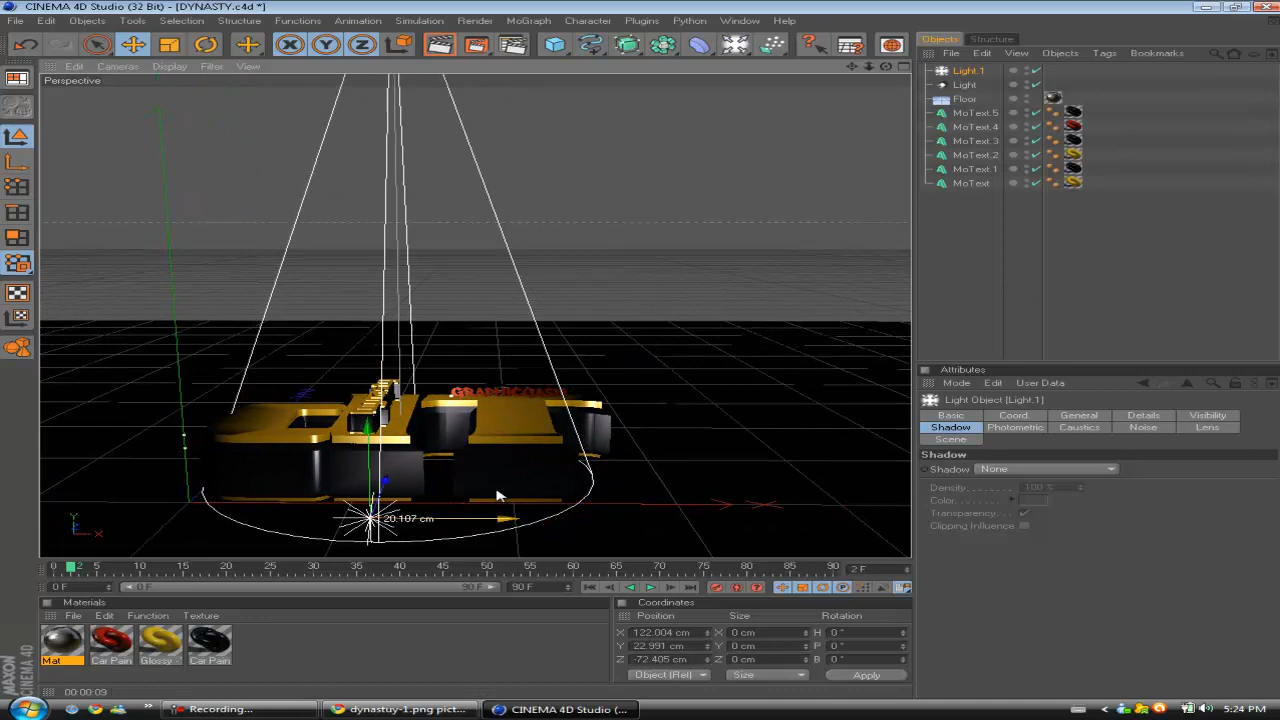 CINEMA 4D Studio (32 Bit) - [DYNASTY.c4d *]
File Edit Objects Tools Selection Structure Functions Animation Simulation Render MoGraph Character Plugins Python Window Help
Edit Cameras Display Filter View
Perspective
20.107 cm
Y
X
0 2 5 10 15 20 25 30 35 40 45 50 55 60 65 70 75 80 85 90 2 F
0 F 0 F 90 F 90 F
Materials
File Edit Function Texture
Mat Car Pain Glossy Car Pain
00:00:09
MAXON CINEMA 4D
Coordinates
Position Size Rotation
X 122.004 cm X 0 cm H 0 °
Y 22.991 cm Y 0 cm P 0 °
Z -72.405 cm Z 0 cm B 0 °
Object (Rel) Size Apply
Objects Structure
File Edit View Objects Tags Bookmarks
Light.1
Light
Floor
MoText.5
MoText.4
MoText.3
MoText.2
MoText.1
MoText
Attributes
Mode Edit User Data
Light Object [Light.1]
Basic Coord. General Details Visibility
Shadow Photometric Caustics Noise Lens
Scene
Shadow
Shadow None
Density 100 %
Color
Transparency
Clipping Influence
Recording... dynastuy-1.png pict... CINEMA 4D Studio (... 5:24 PM